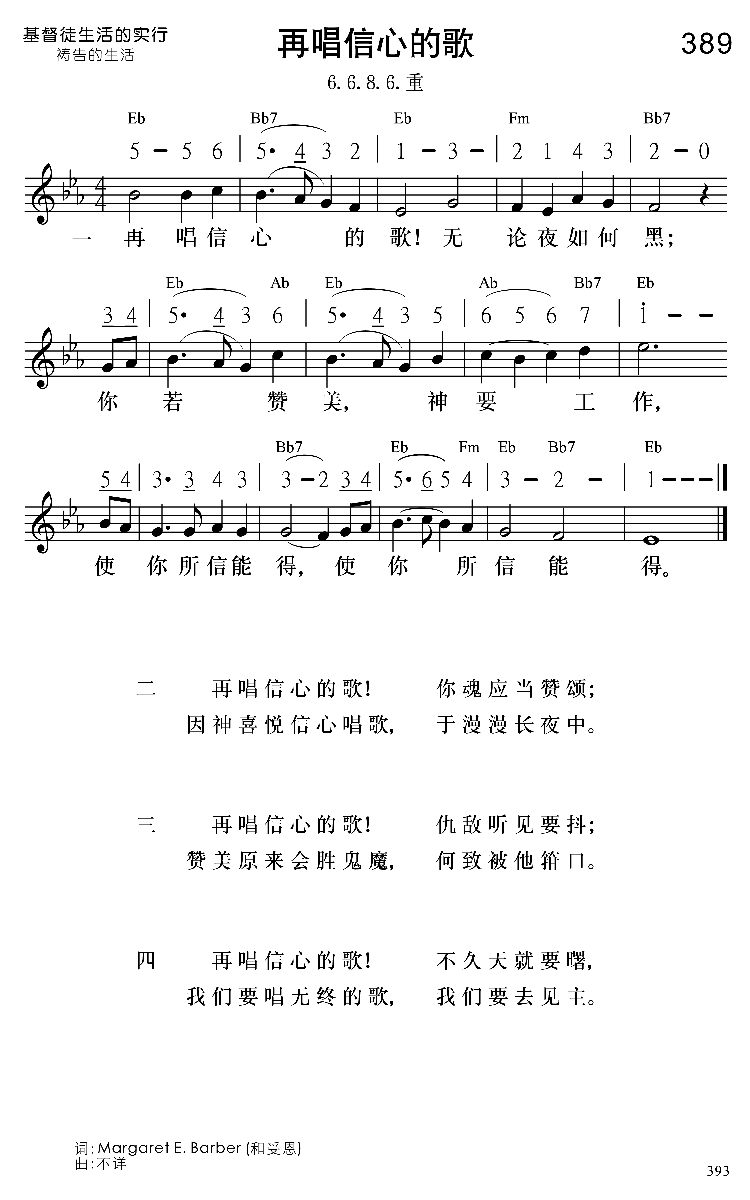 基督徒生活的实行
祷告的生活
再唱信心的歌
389
6. 6. 8. 6. 重
Eb Bb7 Eb Fm Bb7
5 – 5 6 | 5· 4 3 2 | 1 – 3 – | 2 1 4 3 | 2 – 0
4/4
一 再 唱信 心 的 歌！无 论夜如何 黑；
Eb Ab Eb Ab Bb7 Eb
3 4 | 5· 4 3 6 | 5· 4 3 5 | 6 5 6 7 | i – –
你 若 赞 美， 神 要 工 作，
Bb7 Eb Fm Eb Bb7 Eb
5 4 | 3· 3 4 3 | 3 – 2 3 4 | 5· 6 5 4 | 3 – 2 – | 1 – – – ‖
使 你 所信能 得，使 你 所 信 能 得。
二 再唱信心的歌！ 你魂应当赞颂；
因神喜悦信心唱歌， 于漫漫长夜中。
三 再唱信心的歌！ 仇敌听见要抖；
赞美原来会胜鬼魔， 何致被他箝口。
四 再唱信心的歌！ 不久天就要曙，
我们要唱无终的歌， 我们要去见主。
词：Margaret E. Barber (和受恩)
曲：不详
393